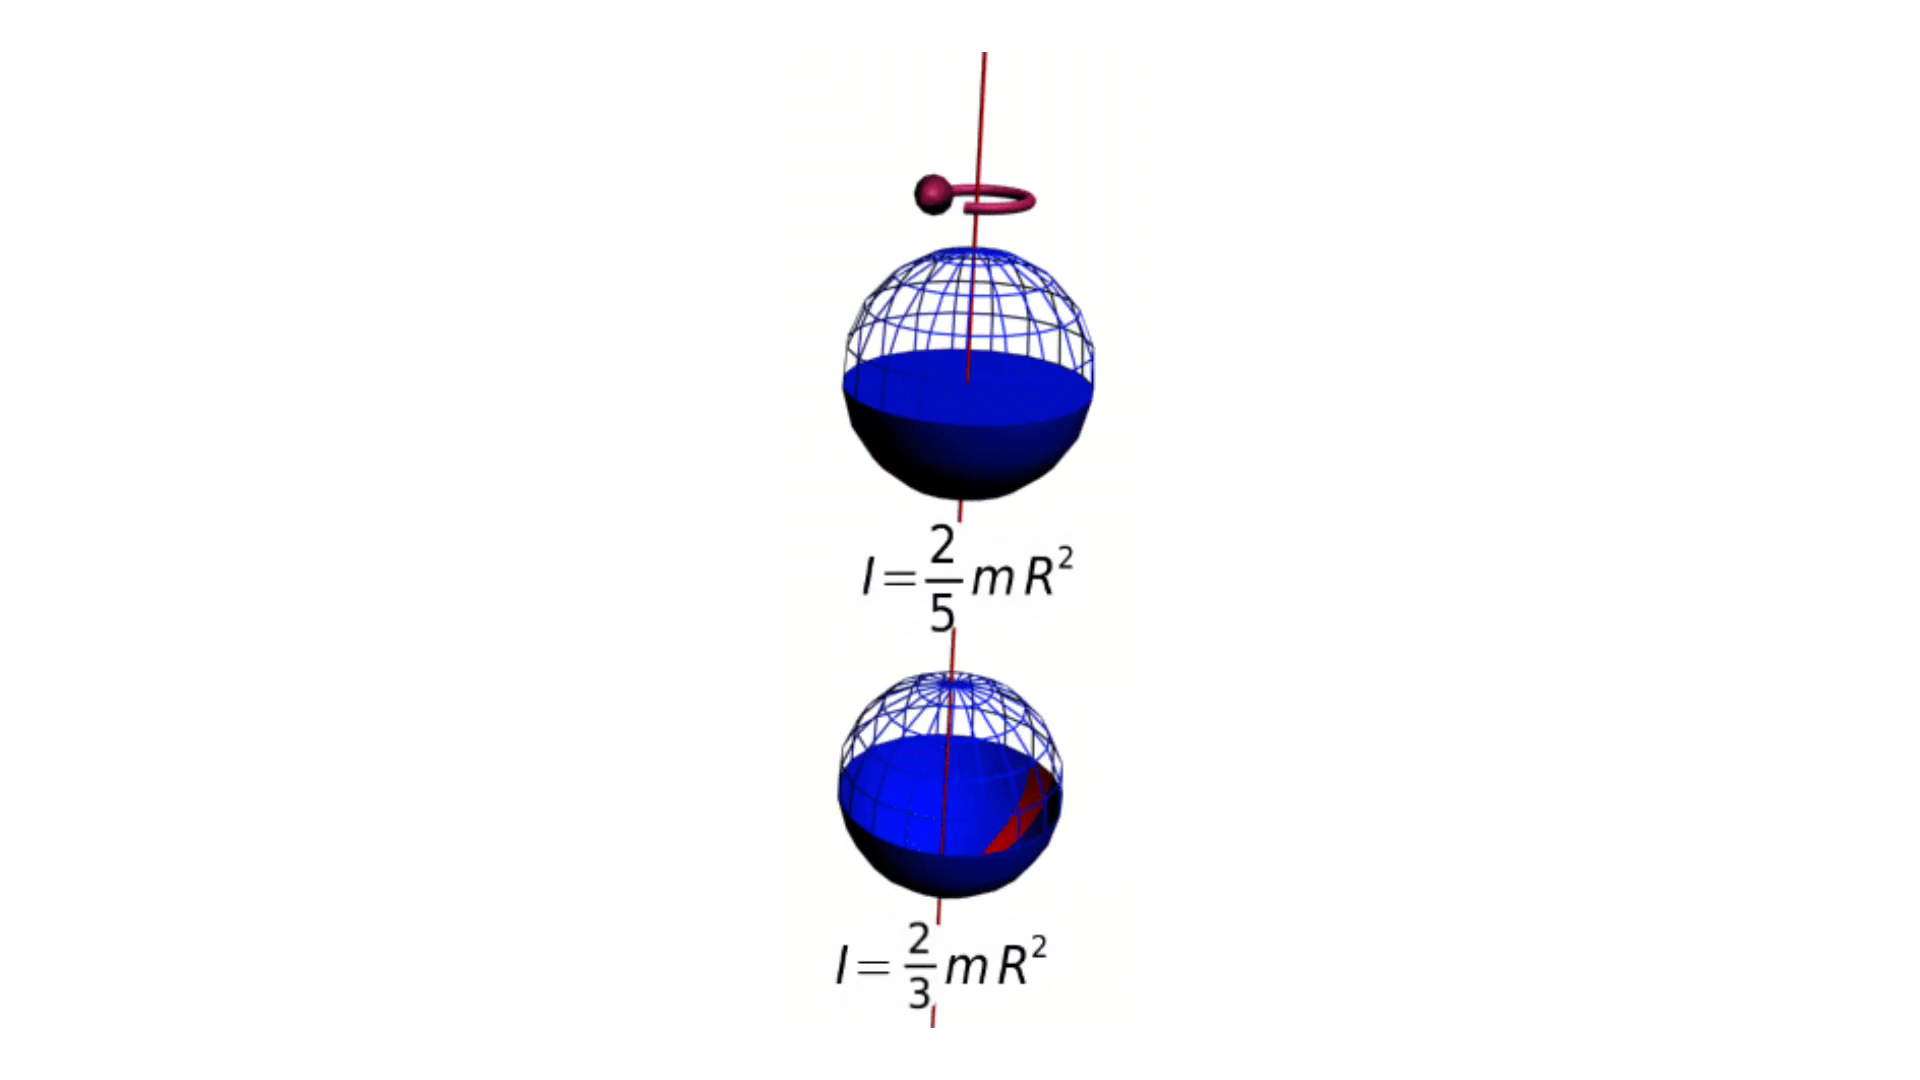 I = 2/5 m R²
I = 2/3 m R²